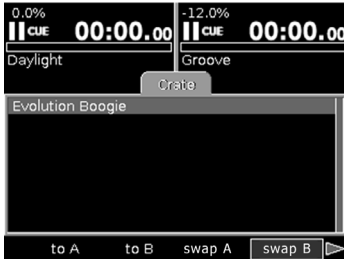 0.0%
CUE 00:00.00
Daylight
-12.0%
CUE 00:00.00
Groove
Crate
Evolution Boogie
to A to B swap A swap B